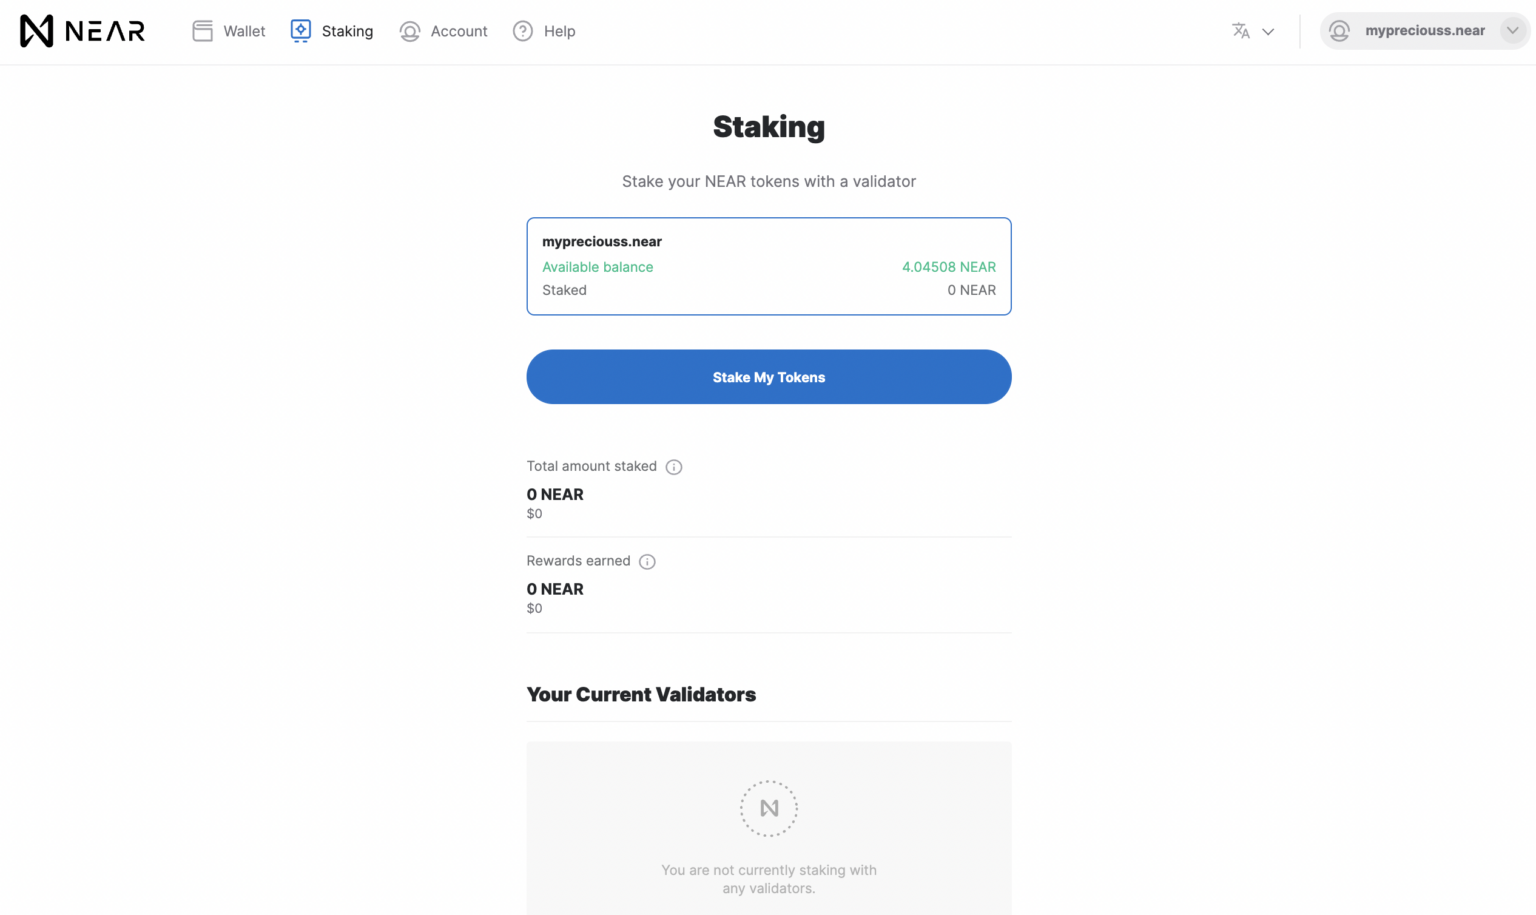 NEAR
Wallet
Staking
Account
Help
mypreciouss.near
Staking
Stake your NEAR tokens with a validator
mypreciouss.near
Available balance 4.04508 NEAR
Staked 0 NEAR
Stake My Tokens
Total amount staked
0 NEAR
$0
Rewards earned
0 NEAR
$0
Your Current Validators
You are not currently staking with
any validators.